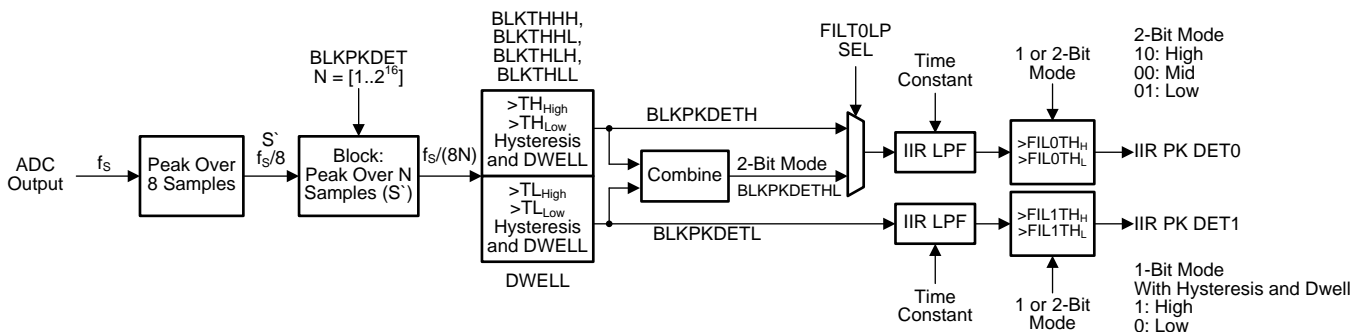 BLKTHHH,
BLKTHHL,
BLKTHLH,
BLKTHLL
BLKPKDET
N = [1..2^16]
ADC
Output
fS
Peak Over
8 Samples
S`
fS/8
Block:
Peak Over N
Samples (S`)
fS/(8N)
>THHigh
>THLow
Hysteresis
and DWELL
>TLHigh
>TLLow
Hysteresis
and DWELL
DWELL
BLKPKDETH
Combine
2-Bit Mode
BLKPKDETHL
BLKPKDETL
FILT0LP
SEL
Time
Constant
IIR LPF
1 or 2-Bit
Mode
>FIL0THH
>FIL0THL
IIR PK DET0
2-Bit Mode
10: High
00: Mid
01: Low
IIR LPF
Time
Constant
>FIL1THH
>FIL1THL
1 or 2-Bit
Mode
IIR PK DET1
1-Bit Mode
With Hysteresis and Dwell
1: High
0: Low